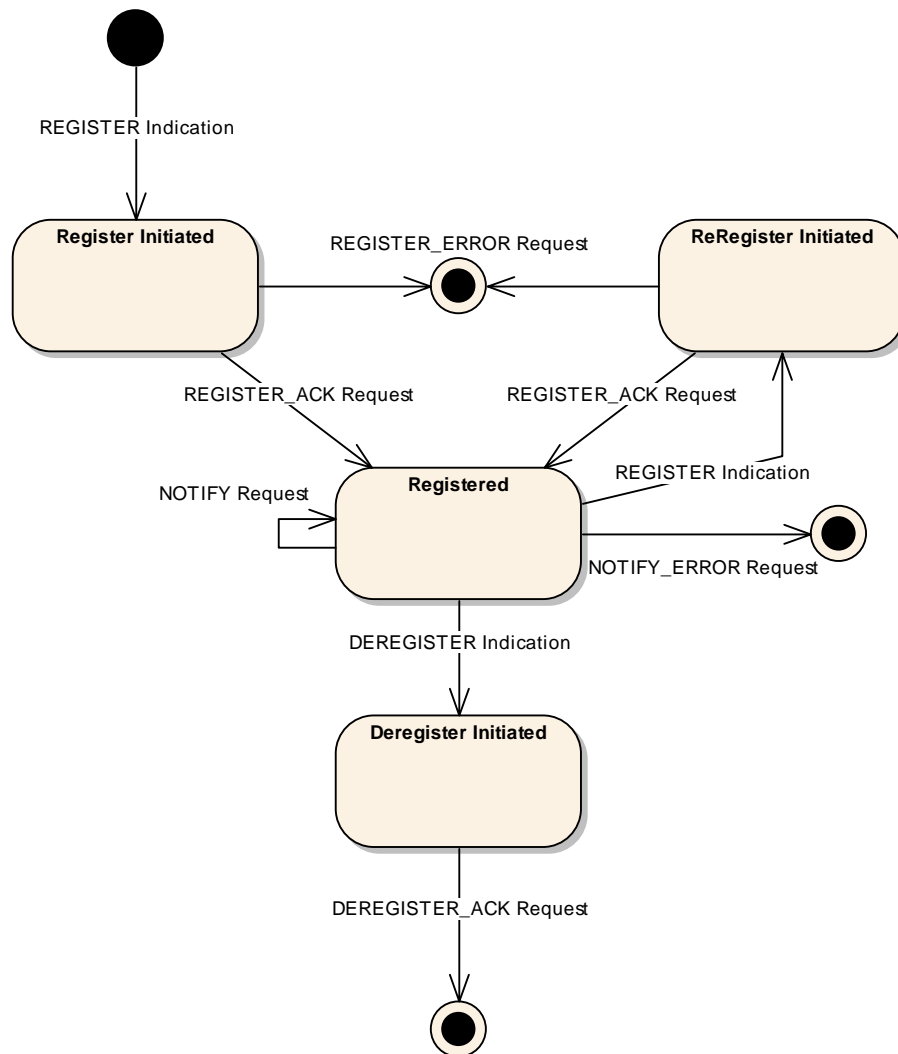 REGISTER Indication
Register Initiated
REGISTER_ERROR Request
ReRegister Initiated
REGISTER_ACK Request
REGISTER_ACK Request
REGISTER Indication
Registered
NOTIFY Request
NOTIFY_ERROR Request
DEREGISTER Indication
Deregister Initiated
DEREGISTER_ACK Request